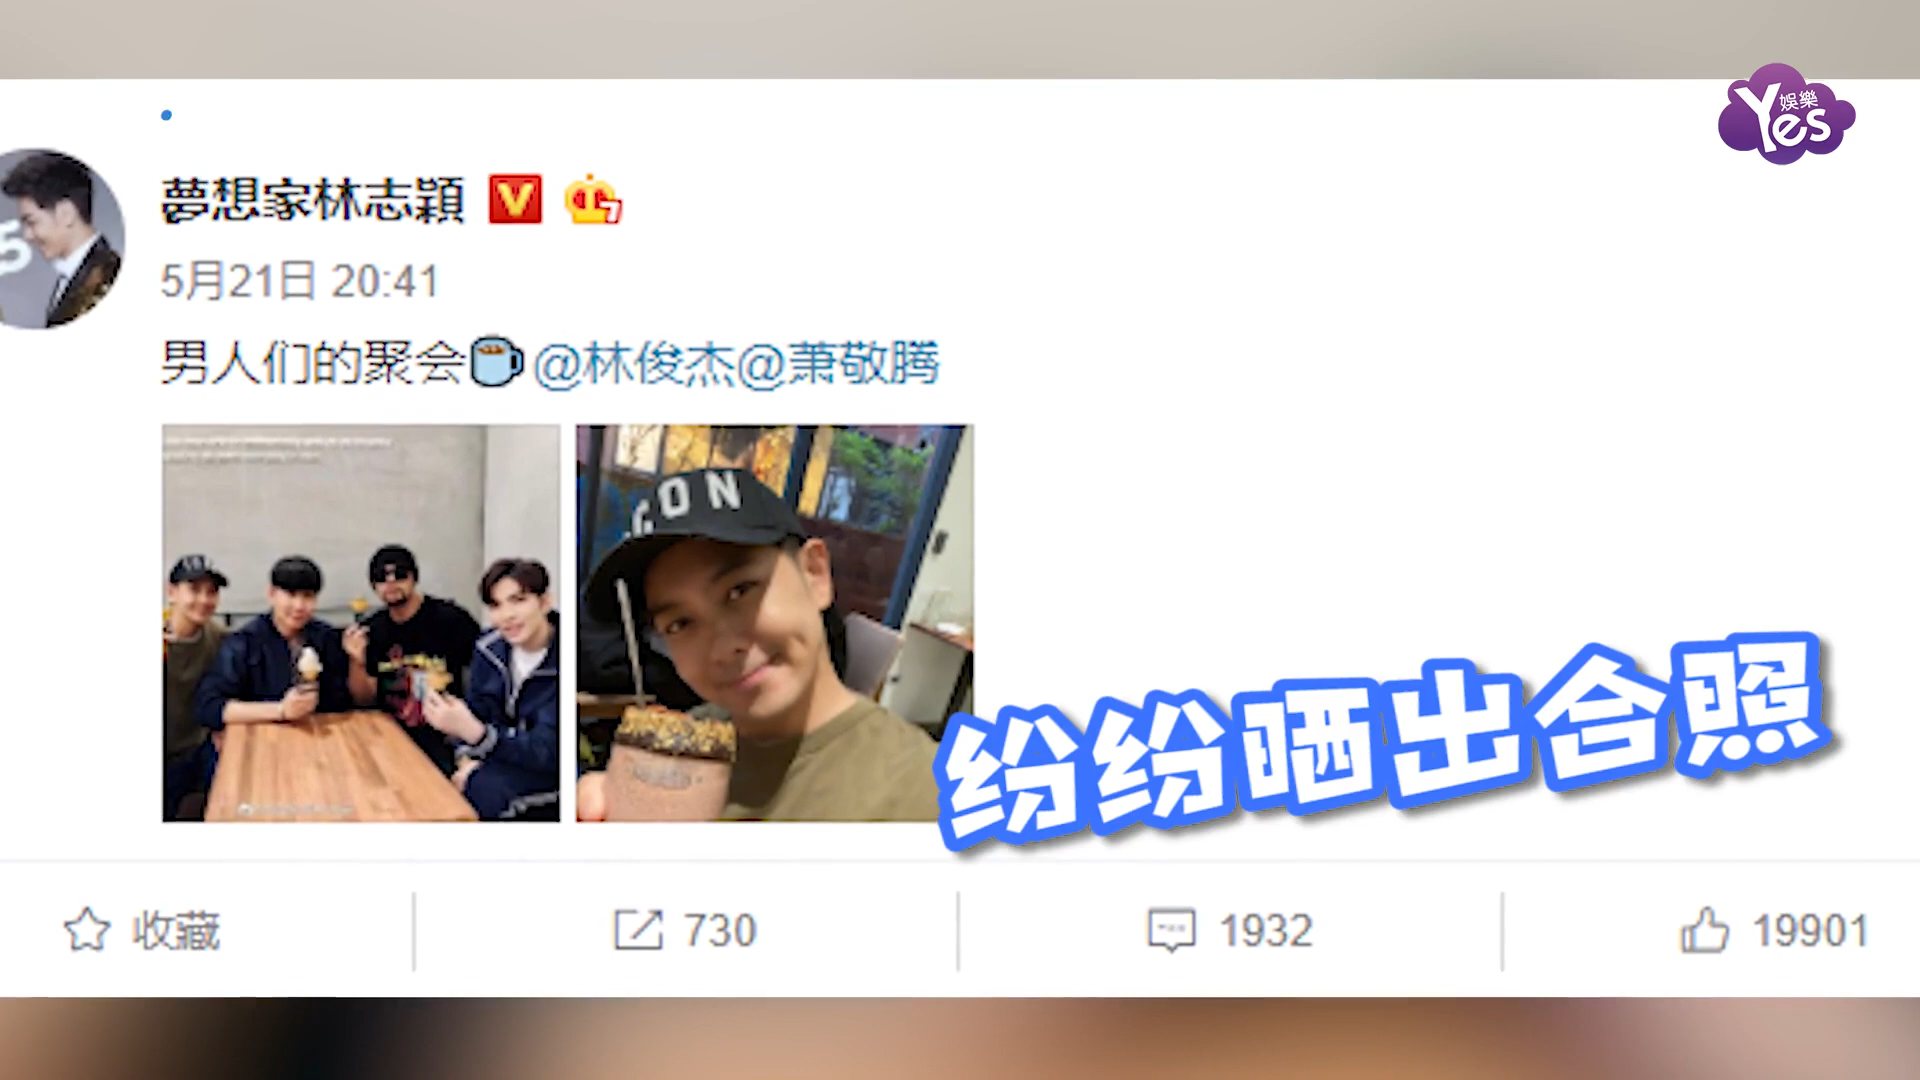 Yes 娛樂
夢想家林志穎
5月21日 20:41
男人们的聚会@林俊杰@萧敬腾
CON
纷纷晒出合照
收藏
730
1932
19901